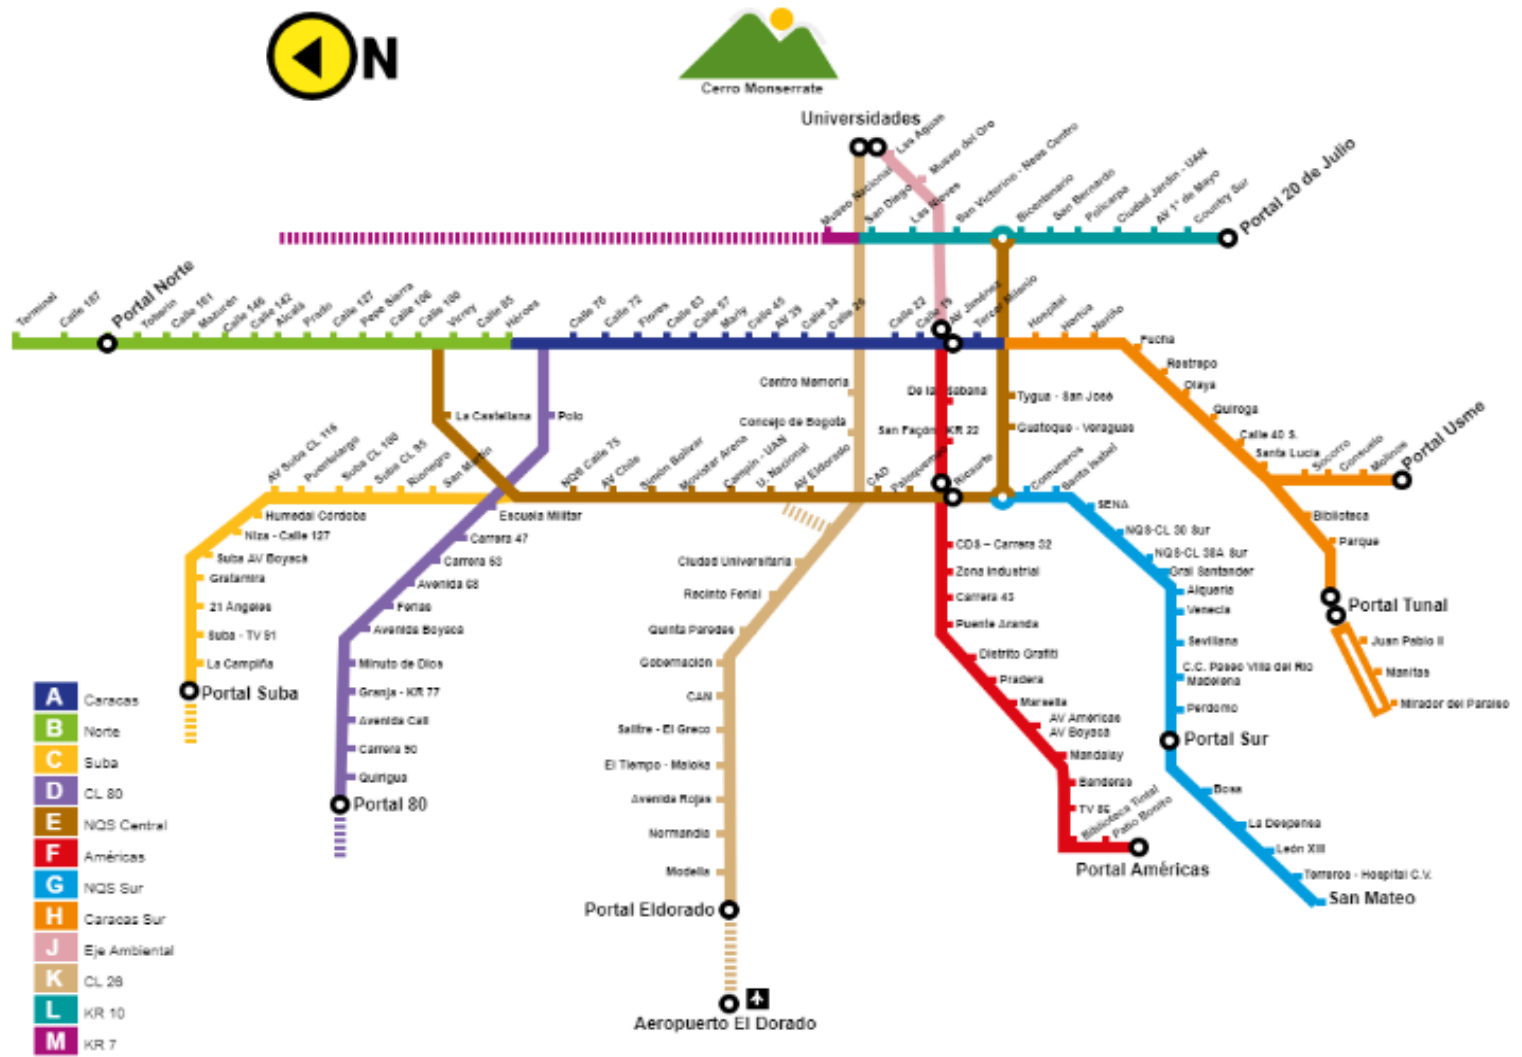 N
Cerro Monserrate
Universidades
Las Aguas
Museo del Oro
Museo Nacional
San Diego
Las Nieves
San Victorino - Neos Centro
Bicentenario
San Bernardo
Policarpa
Ciudad Jardín - UAN
AV 1° de Mayo
Country Sur
Portal 20 de Julio
Terminal
Calle 187
Portal Norte
Toberín
Calle 161
Mazurén
Calle 146
Calle 142
Alcalá
Prado
Calle 127
Pepe Sierra
Calle 106
Calle 100
Virrey
Calle 85
Héroes
Calle 76
Calle 72
Flores
Calle 63
Calle 57
Marly
Calle 45
AV 39
Calle 34
Calle 26
Calle 22
Calle 19
AV Jiménez
Tercer Milenio
Hospital
Hortua
Nariño
Fucha
Restrepo
Olaya
Quiroga
Calle 40 S.
Santa Lucia
Socorro
Consuelo
Molinos
Portal Usme
Biblioteca
Parque
Portal Tunal
Juan Pablo II
Manitas
Mirador del Paraiso
La Castellana
Polo
Centro Memoria
Concejo de Bogotá
De la Sabana
San Façon KR 22
Tygua - San José
Guatoque - Veraguas
AV Suba CL 116
Puentelargo
Suba CL 100
Suba CL 95
Rionegro
San Martín
NQS Calle 75
AV Chile
Simón Bolívar
Movistar Arena
Campín - UAN
U. Nacional
AV Eldorado
CAD
Paloquemao
Ricaurte
Comuneros
Santa Isabel
SENA
NQS-CL 30 Sur
NQS-CL 38A Sur
Gral Santander
Alquería
Venecia
Sevillana
C.C. Paseo Villa del Río
Madelena
Perdomo
Portal Sur
Bosa
La Despensa
León XIII
Terreros - Hospital C.V.
San Mateo
Humedal Córdoba
Niza - Calle 127
Suba AV Boyacá
Gratamira
21 Ángeles
Suba - TV 91
La Campiña
Portal Suba
Escuela Militar
Carrera 47
Carrera 53
Avenida 68
Ferias
Avenida Boyaca
Minuto de Dios
Granja - KR 77
Avenida Cali
Carrera 90
Quirigua
Portal 80
Ciudad Universitaria
Recinto Ferial
Quinta Paredes
Gobernación
CAN
Salitre - El Greco
El Tiempo - Maloka
Avenida Rojas
Normandía
Modelia
Portal Eldorado
Aeropuerto El Dorado
CDS – Carrera 32
Zona Industrial
Carrera 43
Puente Aranda
Distrito Grafiti
Pradera
Marsella
AV Américas
AV Boyacá
Mandalay
Banderas
TV 86
Biblioteca Tintal
Patio Bonito
Portal Américas
A Caracas
B Norte
C Suba
D CL 80
E NQS Central
F Américas
G NQS Sur
H Caracas Sur
J Eje Ambiental
K CL 26
L KR 10
M KR 7